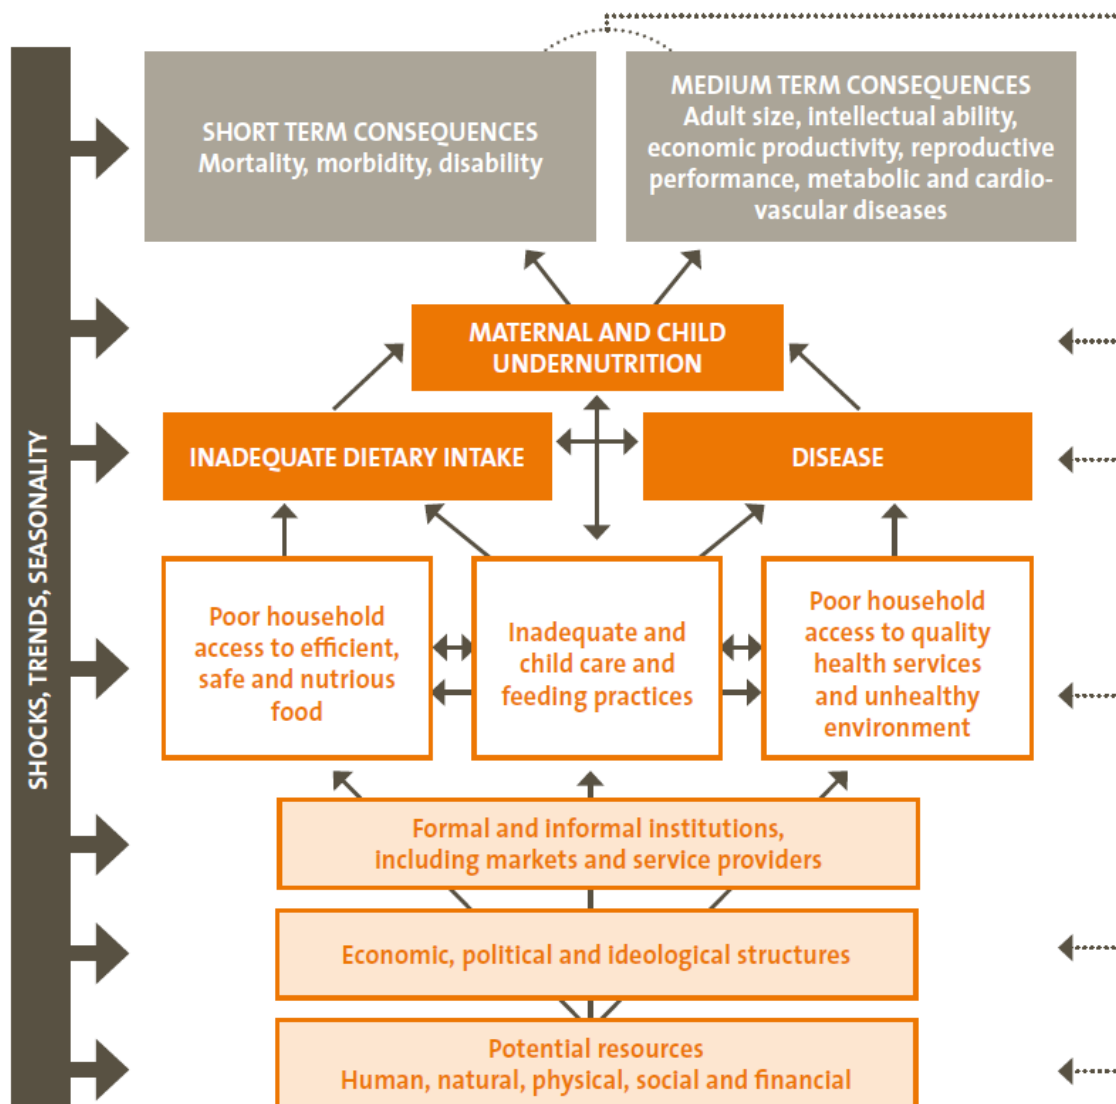 SHOCKS, TRENDS, SEASONALITY
SHORT TERM CONSEQUENCES
Mortality, morbidity, disability
MEDIUM TERM CONSEQUENCES
Adult size, intellectual ability,
economic productivity, reproductive
performance, metabolic and cardio-
vascular diseases
MATERNAL AND CHILD
UNDERNUTRITION
INADEQUATE DIETARY INTAKE
DISEASE
Poor household
access to efficient,
safe and nutrious
food
Inadequate and
child care and
feeding practices
Poor household
access to quality
health services
and unhealthy
environment
Formal and informal institutions,
including markets and service providers
Economic, political and ideological structures
Potential resources
Human, natural, physical, social and financial